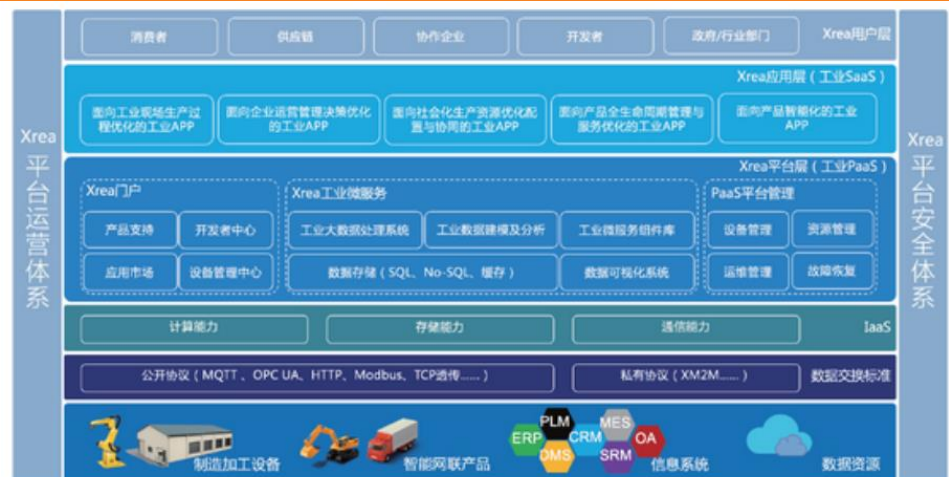 消费者
供应链
协作企业
开发者
政府/行业部门
Xrea用户层
Xrea应用层（工业SaaS）
面向工业现场生产过
程优化的工业APP
面向企业运营管理决策优化
的工业APP
面向社会化生产资源优化配
置与协同的工业APP
面向产品全生命周期管理与
服务优化的工业APP
面向产品智能化的工业
APP
Xrea
平台运营体系
Xrea
平台安全体系
Xrea平台层（工业PaaS）
Xrea门户
产品支持
开发者中心
应用市场
设备管理中心
Xrea工业微服务
工业大数据处理系统
工业数据建模及分析
工业微服务组件库
数据存储（SQL、No-SQL、缓存）
数据可视化系统
PaaS平台管理
设备管理
资源管理
运维管理
故障恢复
计算能力
存储能力
通信能力
IaaS
公开协议（MQTT、OPC UA、HTTP、Modbus、TCP透传......）
私有协议（XM2M......）
数据交换标准
制造加工设备
智能网联产品
ERP
PLM
DMS
CRM
MES
SRM
OA
信息系统
数据资源